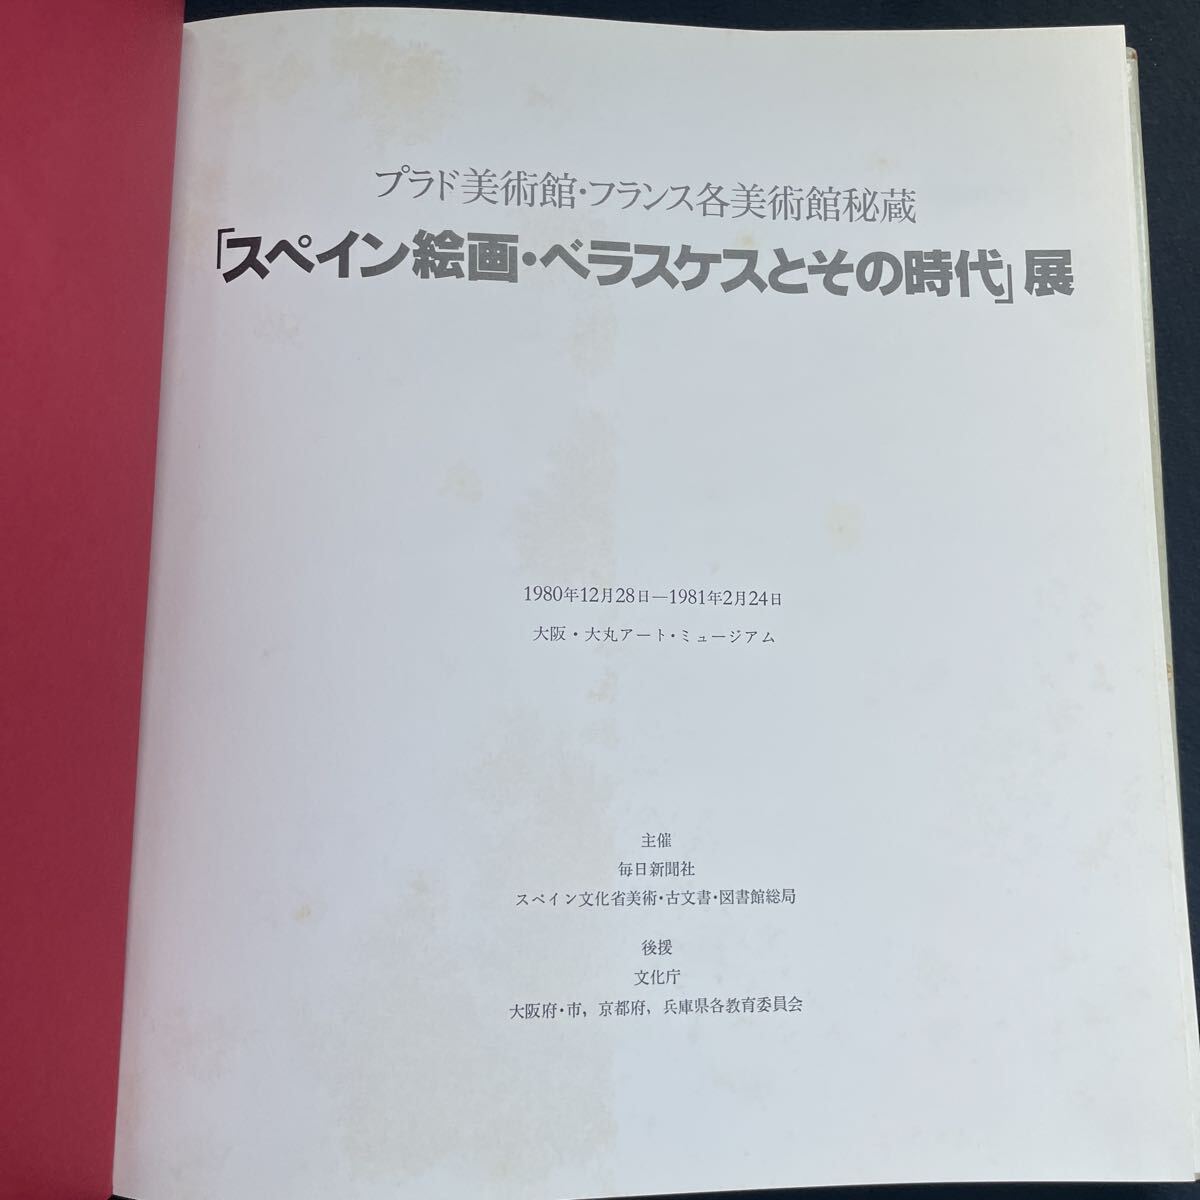 プラド美術館・フランス各美術館秘蔵
「スペイン絵画・ベラスケスとその時代」展
1980年12月28日—1981年2月24日
大阪・大丸アート・ミュージアム
主催
毎日新聞社
スペイン文化省美術・古文書・図書館総局
後援
文化庁
大阪府・市, 京都府, 兵庫県各教育委員会